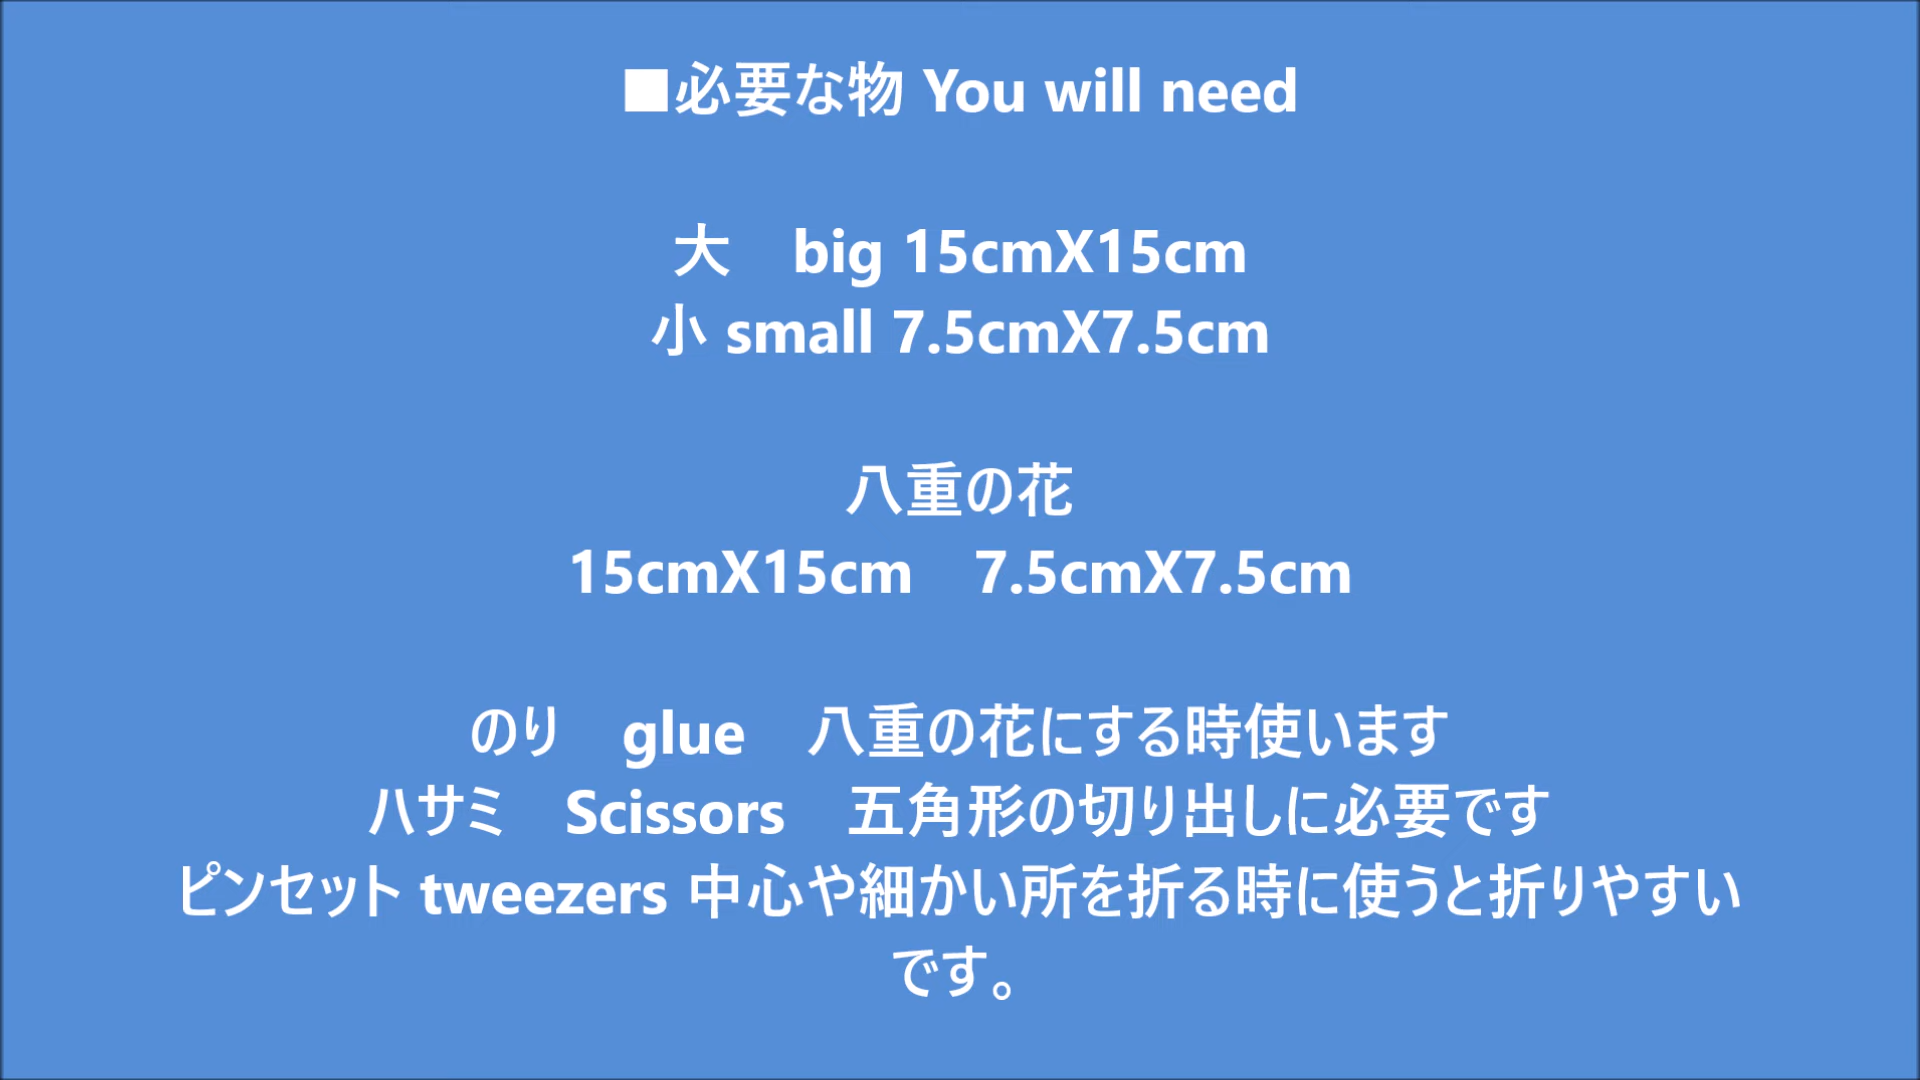 ■必要な物 You will need
大　big 15cmX15cm
小 small 7.5cmX7.5cm
八重の花
15cmX15cm　7.5cmX7.5cm
のり　glue　八重の花にする時使います
ハサミ　Scissors　五角形の切り出しに必要です
ピンセット tweezers 中心や細かい所を折る時に使うと折りやすい
です。